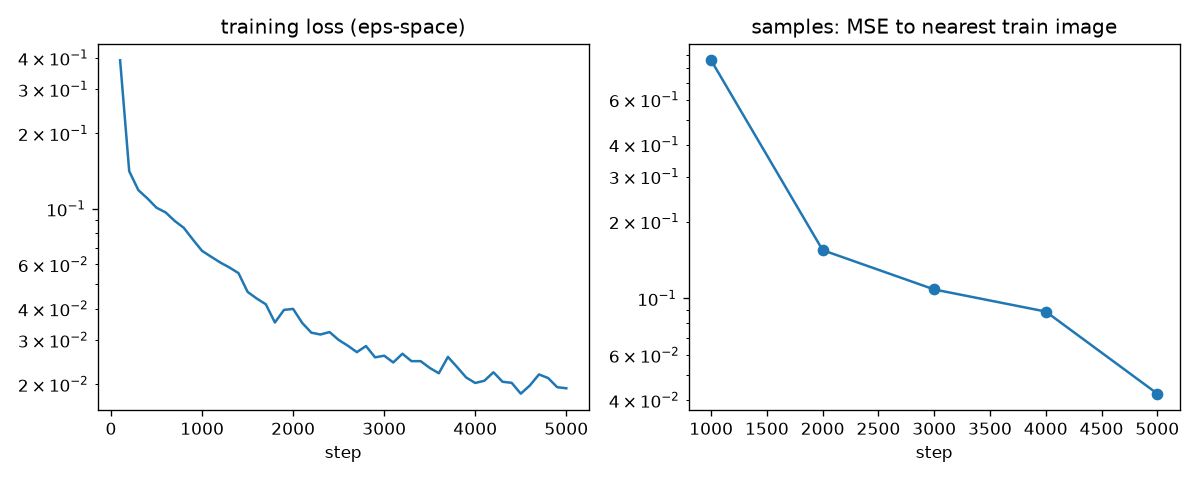 training loss (eps-space)
4 × 10⁻¹
3 × 10⁻¹
2 × 10⁻¹
10⁻¹
6 × 10⁻²
4 × 10⁻²
3 × 10⁻²
2 × 10⁻²
0 1000 2000 3000 4000 5000
step
samples: MSE to nearest train image
6 × 10⁻¹
4 × 10⁻¹
3 × 10⁻¹
2 × 10⁻¹
10⁻¹
6 × 10⁻²
4 × 10⁻²
1000 1500 2000 2500 3000 3500 4000 4500 5000
step